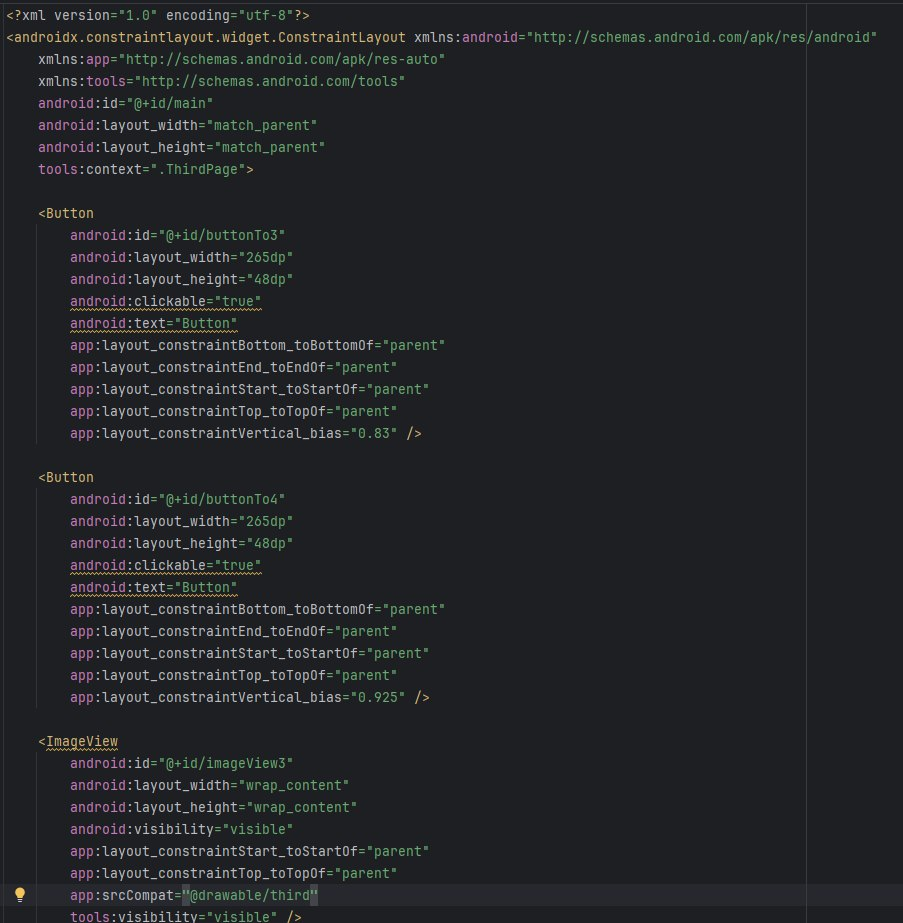 <?xml version="1.0" encoding="utf-8"?>
<androidx.constraintlayout.widget.ConstraintLayout xmlns:android="http://schemas.android.com/apk/res/android"
    xmlns:app="http://schemas.android.com/apk/res-auto"
    xmlns:tools="http://schemas.android.com/tools"
    android:id="@+id/main"
    android:layout_width="match_parent"
    android:layout_height="match_parent"
    tools:context=".ThirdPage">

    <Button
        android:id="@+id/buttonTo3"
        android:layout_width="265dp"
        android:layout_height="48dp"
        android:clickable="true"
        android:text="Button"
        app:layout_constraintBottom_toBottomOf="parent"
        app:layout_constraintEnd_toEndOf="parent"
        app:layout_constraintStart_toStartOf="parent"
        app:layout_constraintTop_toTopOf="parent"
        app:layout_constraintVertical_bias="0.83" />

    <Button
        android:id="@+id/buttonTo4"
        android:layout_width="265dp"
        android:layout_height="48dp"
        android:clickable="true"
        android:text="Button"
        app:layout_constraintBottom_toBottomOf="parent"
        app:layout_constraintEnd_toEndOf="parent"
        app:layout_constraintStart_toStartOf="parent"
        app:layout_constraintTop_toTopOf="parent"
        app:layout_constraintVertical_bias="0.925" />

    <ImageView
        android:id="@+id/imageView3"
        android:layout_width="wrap_content"
        android:layout_height="wrap_content"
        android:visibility="visible"
        app:layout_constraintStart_toStartOf="parent"
        app:layout_constraintTop_toTopOf="parent"
        app:srcCompat="@drawable/third"
        tools:visibility="visible" />